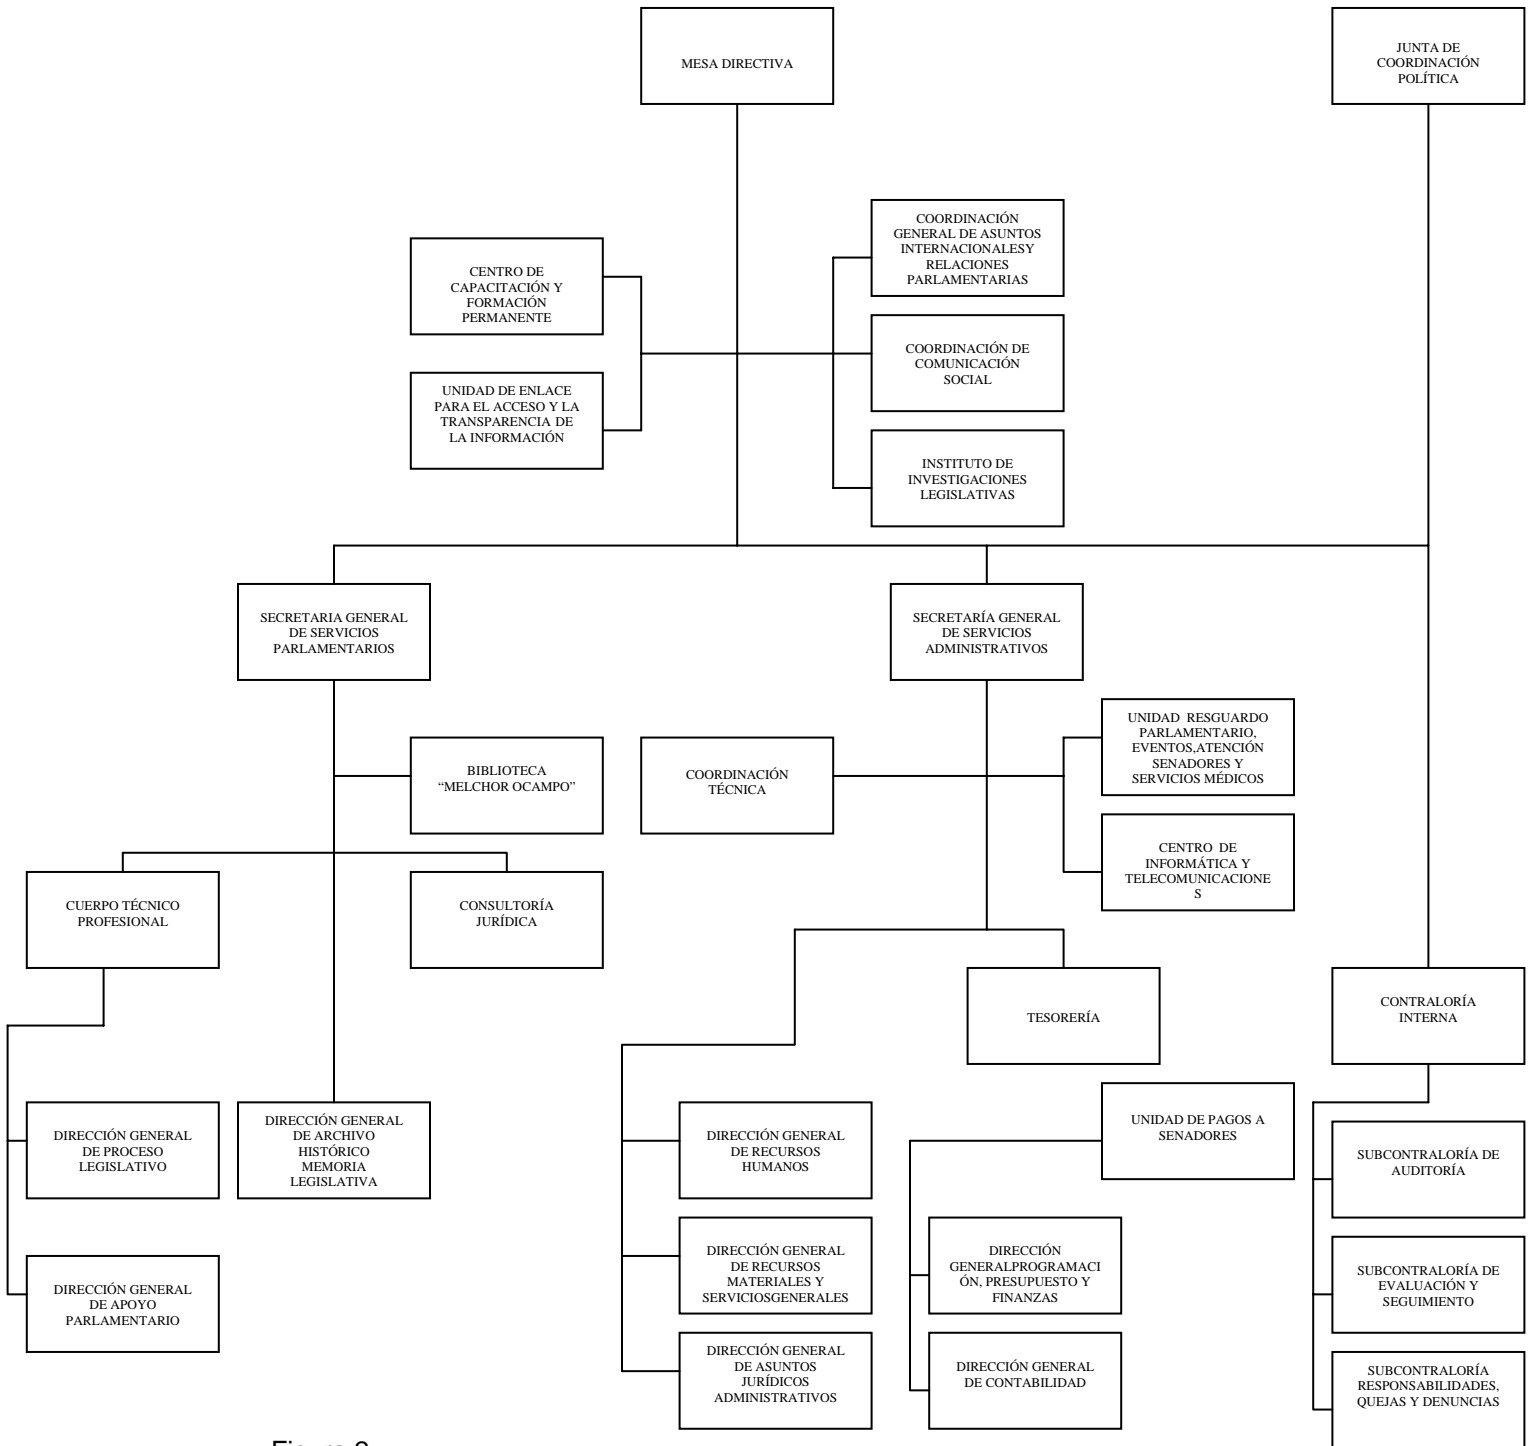 MESA DIRECTIVA
JUNTA DE
COORDINACIÓN
POLÍTICA
COORDINACIÓN
GENERAL DE ASUNTOS
INTERNACIONALESY
RELACIONES
PARLAMENTARIAS
CENTRO DE
CAPACITACIÓN Y
FORMACIÓN
PERMANENTE
COORDINACIÓN DE
COMUNICACIÓN
SOCIAL
UNIDAD DE ENLACE
PARA EL ACCESO Y LA
TRANSPARENCIA DE
LA INFORMACIÓN
INSTITUTO DE
INVESTIGACIONES
LEGISLATIVAS
SECRETARIA GENERAL
DE SERVICIOS
PARLAMENTARIOS
SECRETARÍA GENERAL
DE SERVICIOS
ADMINISTRATIVOS
BIBLIOTECA
“MELCHOR OCAMPO”
COORDINACIÓN
TÉCNICA
UNIDAD RESGUARDO
PARLAMENTARIO,
EVENTOS,ATENCIÓN
SENADORES Y
SERVICIOS MÉDICOS
CENTRO DE
INFORMÁTICA Y
TELECOMUNICACIONE
S
CUERPO TÉCNICO
PROFESIONAL
CONSULTORÍA
JURÍDICA
TESORERÍA
CONTRALORÍA
INTERNA
DIRECCIÓN GENERAL
DE PROCESO
LEGISLATIVO
DIRECCIÓN GENERAL
DE ARCHIVO
HISTÓRICO
MEMORIA
LEGISLATIVA
DIRECCIÓN GENERAL
DE RECURSOS
HUMANOS
UNIDAD DE PAGOS A
SENADORES
SUBCONTRALORÍA DE
AUDITORÍA
DIRECCIÓN GENERAL
DE APOYO
PARLAMENTARIO
DIRECCIÓN GENERAL
DE RECURSOS
MATERIALES Y
SERVICIOSGENERALES
DIRECCIÓN
GENERALPROGRAMACI
ÓN, PRESUPUESTO Y
FINANZAS
SUBCONTRALORÍA DE
EVALUACIÓN Y
SEGUIMIENTO
DIRECCIÓN GENERAL
DE ASUNTOS
JURÍDICOS
ADMINISTRATIVOS
DIRECCIÓN GENERAL
DE CONTABILIDAD
SUBCONTRALORÍA
RESPONSABILIDADES,
QUEJAS Y DENUNCIAS
Figura